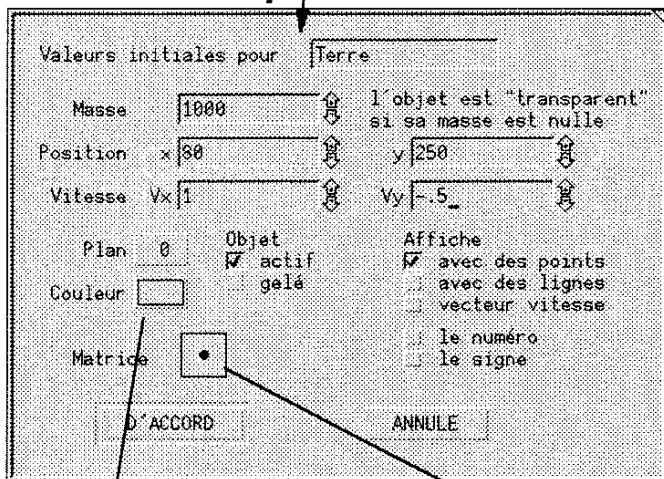 Valeurs initiales pour Terre
Masse 1000 l'objet est "transparent"
si sa masse est nulle
Position x 80 y 250
Vitesse Vx 1 Vy -.5_
Plan 0 Objet Affiche
actif avec des points
gelé avec des lignes
Couleur vecteur vitesse
le numéro
Matrice le signe
D'ACCORD ANNULE